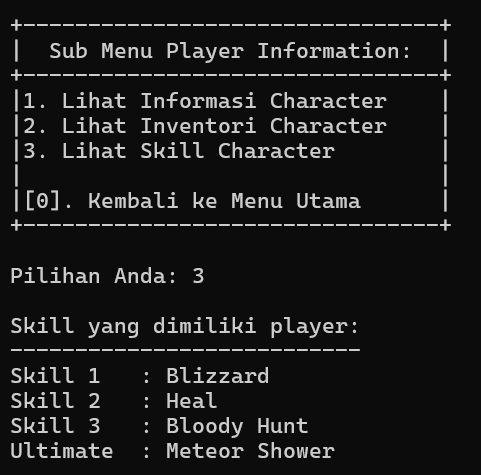 +--------------------------------+
|  Sub Menu Player Information:  |
+--------------------------------+
|1. Lihat Informasi Character    |
|2. Lihat Inventori Character    |
|3. Lihat Skill Character        |
|                                |
|[0]. Kembali ke Menu Utama      |
+--------------------------------+
Pilihan Anda: 3
Skill yang dimiliki player:
---------------------------
Skill 1   : Blizzard
Skill 2   : Heal
Skill 3   : Bloody Hunt
Ultimate  : Meteor Shower